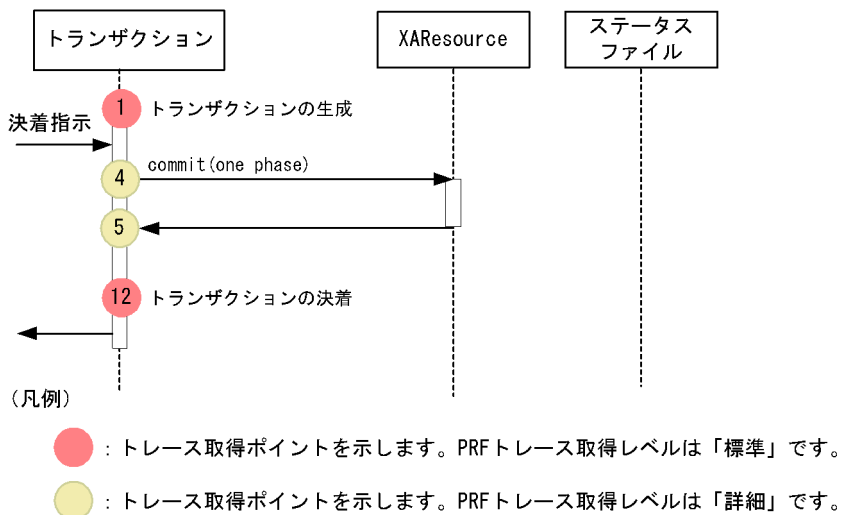 トランザクション
XAResource
ステータス
ファイル
1 トランザクションの生成
決着指示
4 commit(one phase)
5
12 トランザクションの決着
(凡例)
：トレース取得ポイントを示します。PRFトレース取得レベルは「標準」です。
：トレース取得ポイントを示します。PRFトレース取得レベルは「詳細」です。